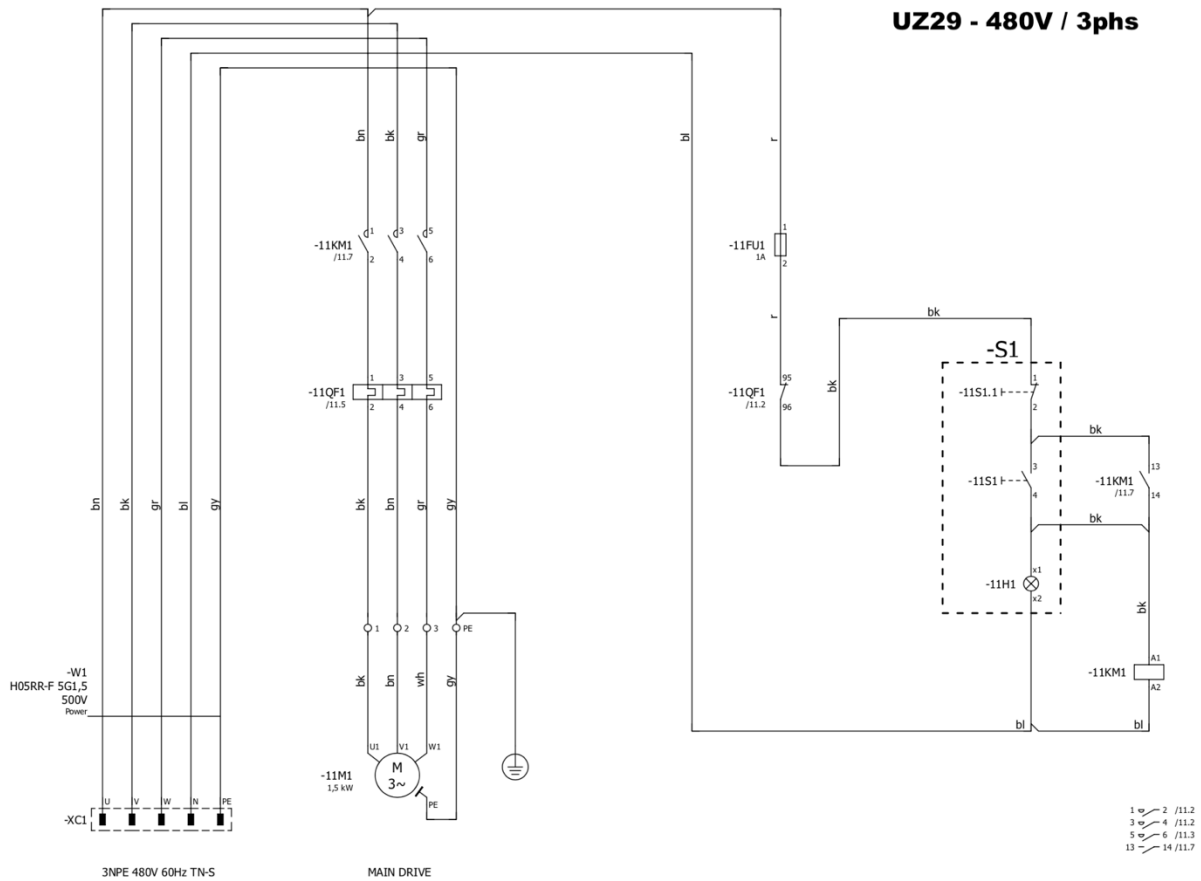 UZ29 - 480V / 3phs
bn
bk
gr
bl
r
-11KM1
/11.7
1
2
3
4
5
6
-11FU1
1A
1
2
r
bk
bk
-S1
-11QF1
/11.5
1
2
3
4
5
6
-11QF1
/11.2
95
96
-11S1.1
1
2
bk
-11S1
3
4
-11KM1
/11.7
13
14
bk
bn
bk
gr
bl
gy
bk
bn
gr
gy
-11H1
x1
x2
bk
1
2
3
PE
-W1
H05RR-F 5G1,5
500V
Power
bk
bn
wh
gy
-11KM1
A1
A2
bl
bl
U1
V1
W1
-11M1
1,5 kW
M
3~
PE
U
V
W
N
PE
-XC1
1 2 /11.2
3 4 /11.2
5 6 /11.3
13 14 /11.7
3NPE 480V 60Hz TN-S
MAIN DRIVE